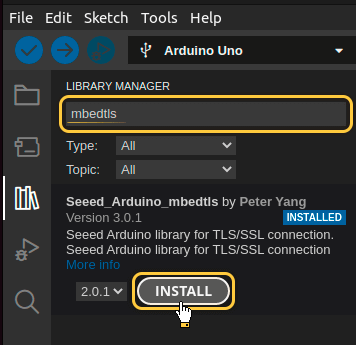 File Edit Sketch Tools Help
Arduino Uno
LIBRARY MANAGER
mbedtls
Type: All
Topic: All
Seeed_Arduino_mbedtls by Peter Yang
Version 3.0.1 INSTALLED
Seeed Arduino library for TLS/SSL connection.
Seeed Arduino library for TLS/SSL connection
More info
2.0.1 INSTALL